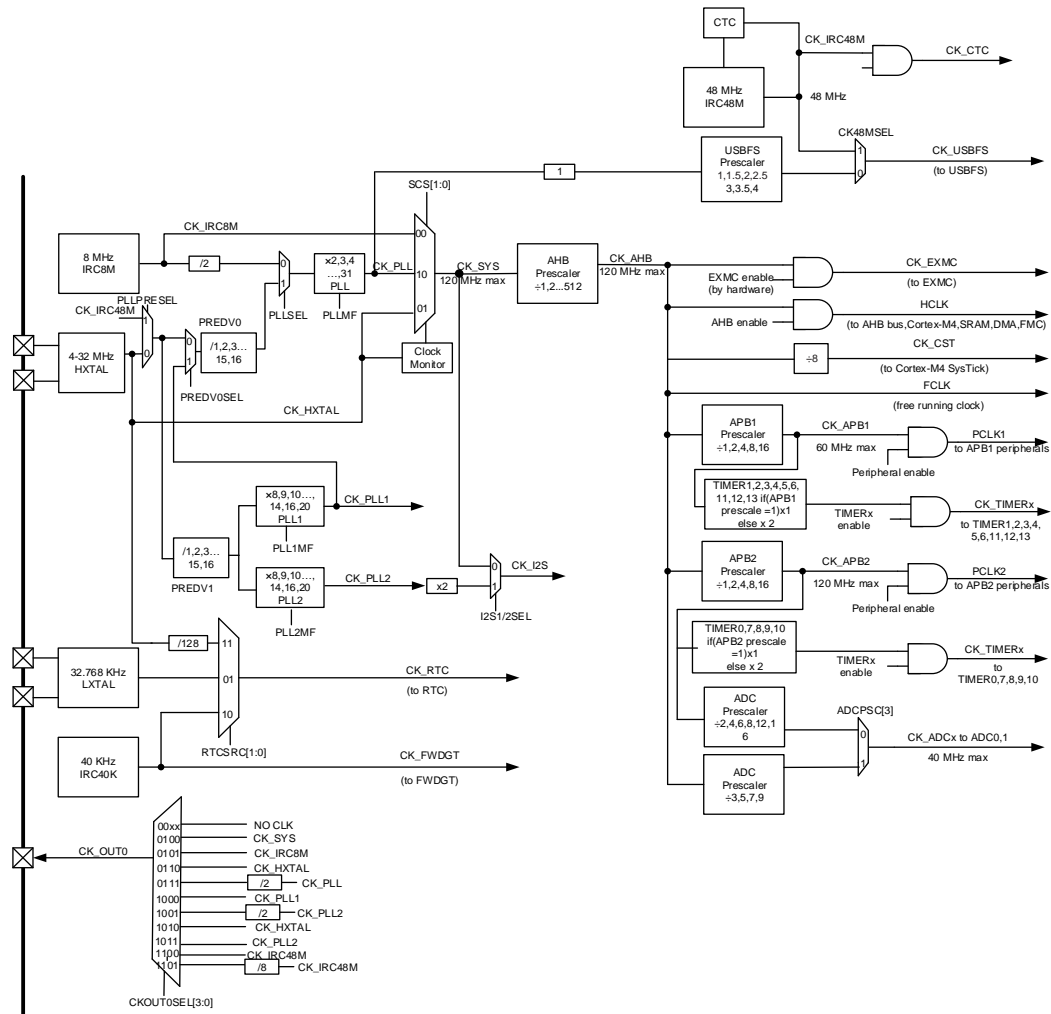 CTC
CK_IRC48M
CK_CTC
48 MHz
IRC48M
48 MHz
CK48MSEL
USBFS
Prescaler
1,1.5,2,2.5
3,3.5,4
1
0
CK_USBFS
(to USBFS)
1
SCS[1:0]
CK_IRC8M
8 MHz
IRC8M
/2
0
1
PLLSEL
×2,3,4
…,31
PLL
PLLMF
CK_PLL
00
10
01
CK_SYS
120 MHz max
AHB
Prescaler
÷1,2...512
CK_AHB
120 MHz max
EXMC enable
(by hardware)
CK_EXMC
(to EXMC)
AHB enable
HCLK
(to AHB bus,Cortex-M4,SRAM,DMA,FMC)
PLLPRESEL
CK_IRC48M
1
0
4-32 MHz
HXTAL
PREDV0
0
1
/1,2,3…
15,16
PREDV0SEL
Clock
Monitor
÷8
CK_CST
(to Cortex-M4 SysTick)
FCLK
(free running clock)
CK_HXTAL
APB1
Prescaler
÷1,2,4,8,16
CK_APB1
60 MHz max
Peripheral enable
PCLK1
to APB1 peripherals
TIMER1,2,3,4,5,6,
11,12,13 if(APB1
prescale =1)x1
else x 2
TIMERx
enable
CK_TIMERx
to TIMER1,2,3,4,
5,6,11,12,13
×8,9,10…,
14,16,20
PLL1
PLL1MF
CK_PLL1
/1,2,3…
15,16
PREDV1
×8,9,10…,
14,16,20
PLL2
PLL2MF
CK_PLL2
x2
0
1
CK_I2S
I2S1/2SEL
APB2
Prescaler
÷1,2,4,8,16
CK_APB2
120 MHz max
Peripheral enable
PCLK2
to APB2 peripherals
TIMER0,7,8,9,10
if(APB2 prescale
=1)x1
else x 2
TIMERx
enable
CK_TIMERx
to
TIMER0,7,8,9,10
/128
11
01
10
32.768 KHz
LXTAL
CK_RTC
(to RTC)
RTCSRC[1:0]
40 KHz
IRC40K
CK_FWDGT
(to FWDGT)
ADC
Prescaler
÷2,4,6,8,12,1
6
ADCPSC[3]
0
1
CK_ADCx to ADC0,1
40 MHz max
ADC
Prescaler
÷3,5,7,9
CK_OUT0
00xx NO CLK
0100 CK_SYS
0101 CK_IRC8M
0110 CK_HXTAL
0111 /2 CK_PLL
1000 CK_PLL1
1001 /2 CK_PLL2
1010 CK_HXTAL
1011 CK_PLL2
1100 CK_IRC48M
1101 /8 CK_IRC48M
CKOUT0SEL[3:0]